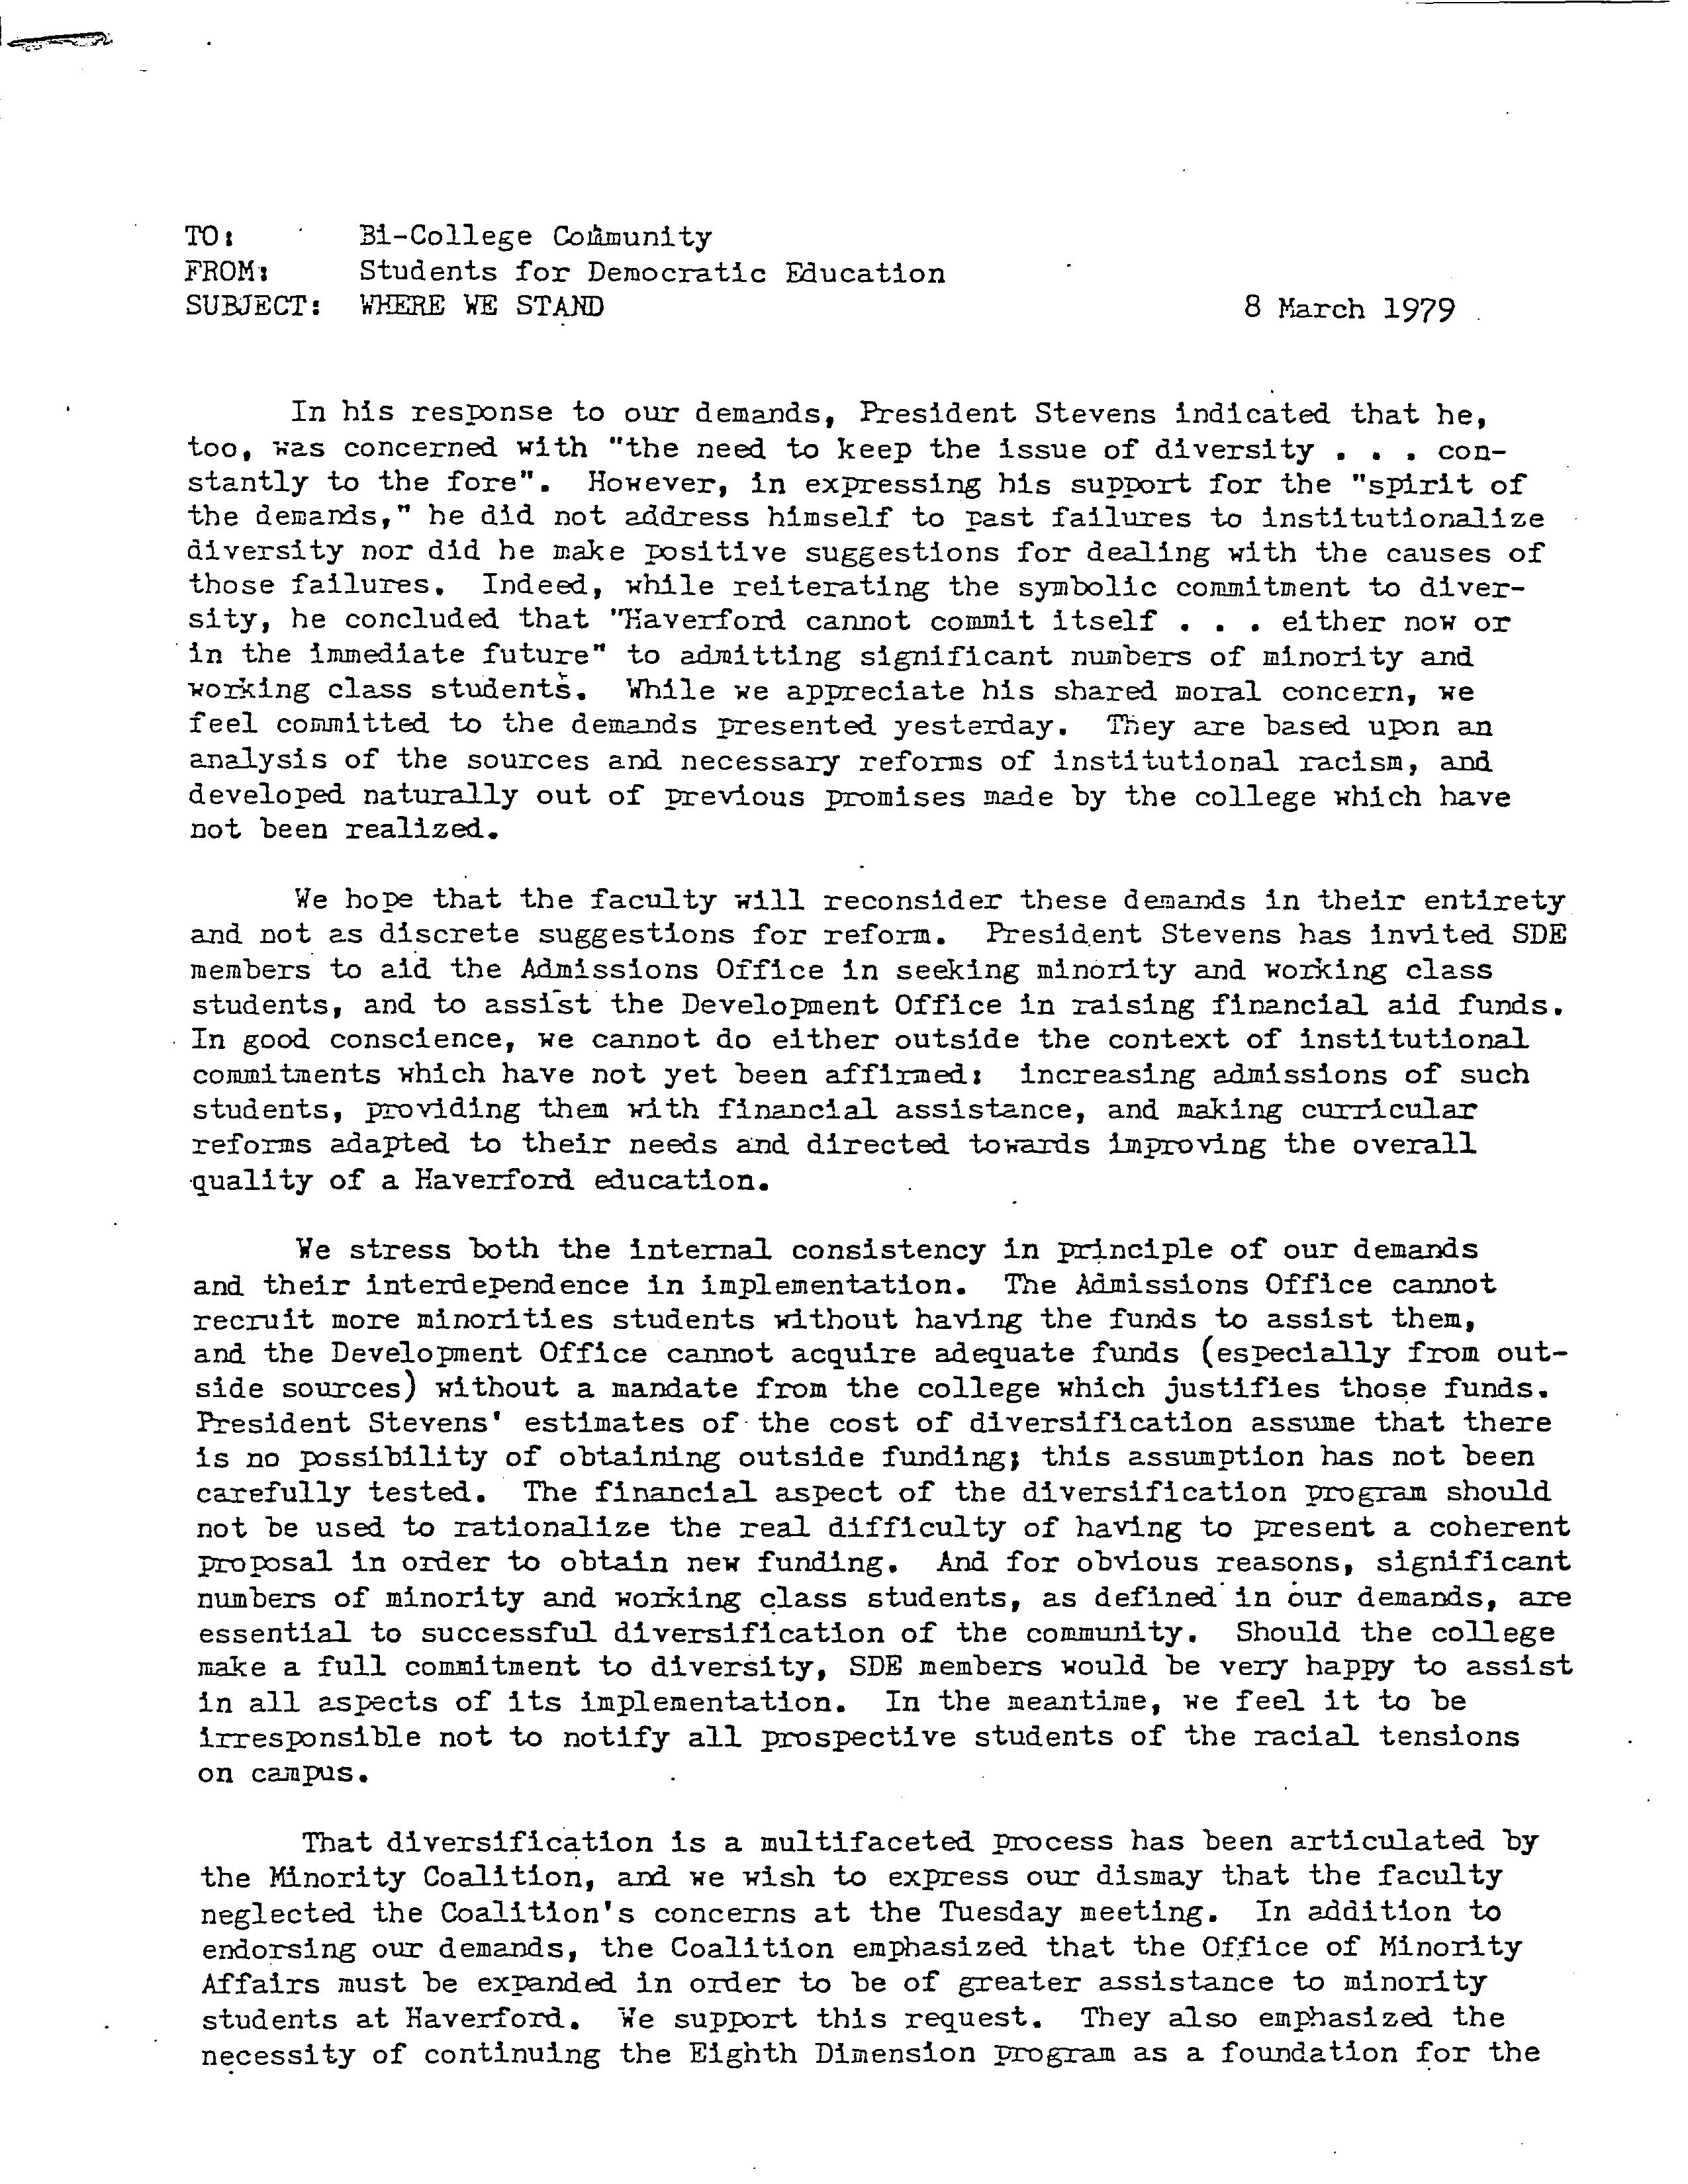 TO: Bi-College Community
FROM: Students for Democratic Education
SUBJECT: WHERE WE STAND 8 March 1979
In his response to our demands, President Stevens indicated that he,
too, was concerned with "the need to keep the issue of diversity . . . con-
stantly to the fore". However, in expressing his support for the "spirit of
the demands," he did not address himself to past failures to institutionalize
diversity nor did he make positive suggestions for dealing with the causes of
those failures. Indeed, while reiterating the symbolic commitment to diver-
sity, he concluded that "Haverford cannot commit itself . . . either now or
in the immediate future" to admitting significant numbers of minority and
working class students. While we appreciate his shared moral concern, we
feel committed to the demands presented yesterday. They are based upon an
analysis of the sources and necessary reforms of institutional racism, and
developed naturally out of previous promises made by the college which have
not been realized.
We hope that the faculty will reconsider these demands in their entirety
and not as discrete suggestions for reform. President Stevens has invited SDE
members to aid the Admissions Office in seeking minority and working class
students, and to assist the Development Office in raising financial aid funds.
In good conscience, we cannot do either outside the context of institutional
commitments which have not yet been affirmed: increasing admissions of such
students, providing them with financial assistance, and making curricular
reforms adapted to their needs and directed towards improving the overall
quality of a Haverford education.
We stress both the internal consistency in principle of our demands
and their interdependence in implementation. The Admissions Office cannot
recruit more minorities students without having the funds to assist them,
and the Development Office cannot acquire adequate funds (especially from out-
side sources) without a mandate from the college which justifies those funds.
President Stevens' estimates of the cost of diversification assume that there
is no possibility of obtaining outside funding; this assumption has not been
carefully tested. The financial aspect of the diversification program should
not be used to rationalize the real difficulty of having to present a coherent
proposal in order to obtain new funding. And for obvious reasons, significant
numbers of minority and working class students, as defined in our demands, are
essential to successful diversification of the community. Should the college
make a full commitment to diversity, SDE members would be very happy to assist
in all aspects of its implementation. In the meantime, we feel it to be
irresponsible not to notify all prospective students of the racial tensions
on campus.
That diversification is a multifaceted process has been articulated by
the Minority Coalition, and we wish to express our dismay that the faculty
neglected the Coalition's concerns at the Tuesday meeting. In addition to
endorsing our demands, the Coalition emphasized that the Office of Minority
Affairs must be expanded in order to be of greater assistance to minority
students at Haverford. We support this request. They also emphasized the
necessity of continuing the Eighth Dimension program as a foundation for the